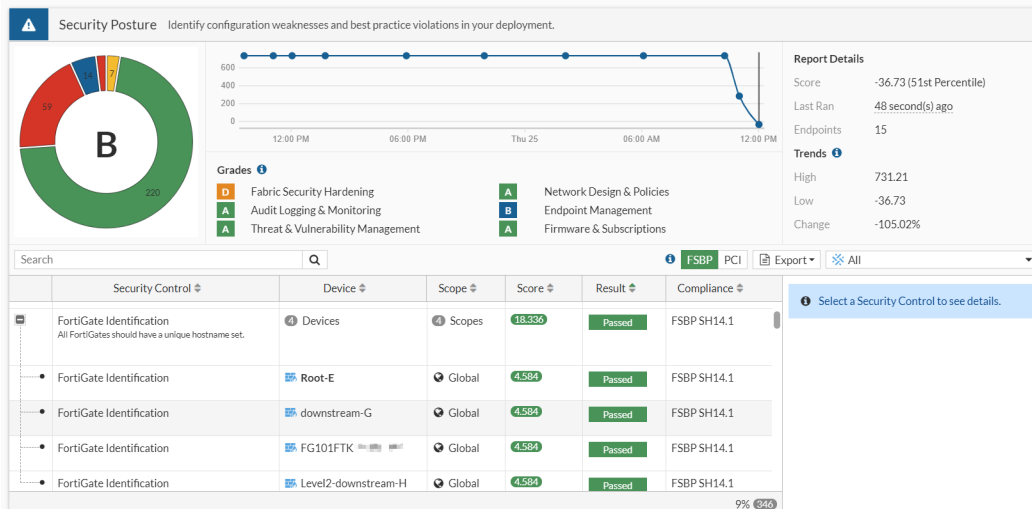 Security Posture Identify configuration weaknesses and best practice violations in your deployment.
59
14
7
220
B
600
400
200
0
12:00 PM 06:00 PM Thu 25 06:00 AM 12:00 PM
Grades
D Fabric Security Hardening
A Audit Logging & Monitoring
A Threat & Vulnerability Management
A Network Design & Policies
B Endpoint Management
A Firmware & Subscriptions
Report Details
Score -36.73 (51st Percentile)
Last Ran 48 second(s) ago
Endpoints 15
Trends
High 731.21
Low -36.73
Change -105.02%
Search
FSBP PCI Export All
Security Control Device Scope Score Result Compliance
FortiGate Identification 4 Devices 4 Scopes 18.336 Passed FSBP SH14.1
All FortiGates should have a unique hostname set.
FortiGate Identification Root-E Global 4.584 Passed FSBP SH14.1
FortiGate Identification downstream-G Global 4.584 Passed FSBP SH14.1
FortiGate Identification FG101FTK Global 4.584 Passed FSBP SH14.1
FortiGate Identification Level2-downstream-H Global 4.584 Passed FSBP SH14.1
9% 346
Select a Security Control to see details.